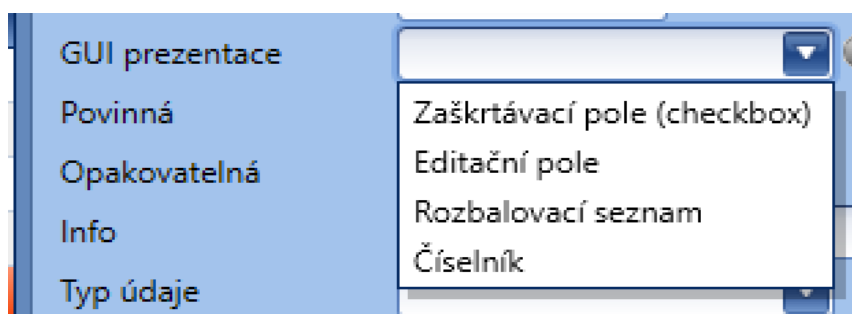 GUI prezentace
Povinná
Zaškrtávací pole (checkbox)
Editační pole
Opakovatelná
Rozbalovací seznam
Info
Číselník
Typ údaje